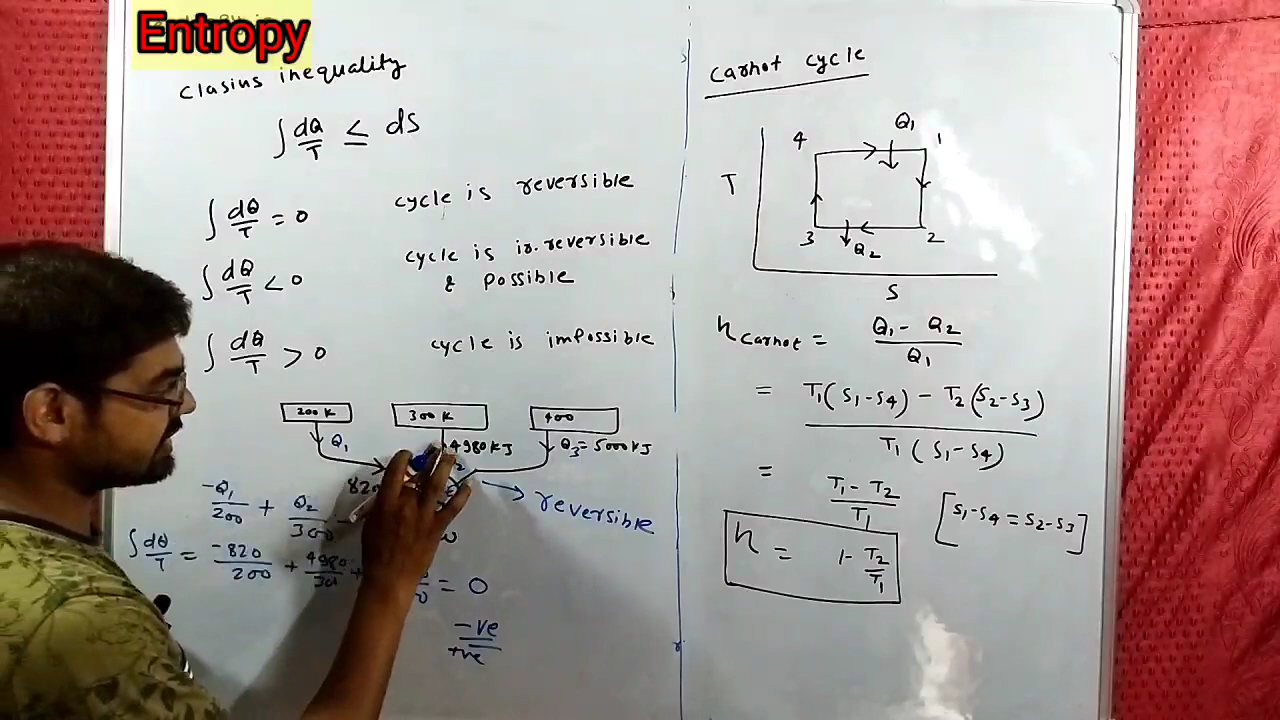 Entropy
Clasius inequality
∫ dQ/T ≤ dS
∫ dQ/T = 0 cycle is reversible
∫ dQ/T < 0 cycle is ir.reversible
& possible
∫ dQ/T > 0 cycle is impossible
200 K 300 K 400
Q1 4980 KJ Q3 = 5000 KJ
820
→ reversible
-Q1/200 + Q2/300
∫ dQ/T = -820/200 + 4980/30 + = 0
-ve
+ve
Carnot cycle
Q1
4 1
T
3 2
Q2
S
η Carnot = Q1 - Q2 / Q1
= T1(S1-S4) - T2(S2-S3) / T1(S1-S4)
= T1 - T2 / T1 [S1-S4 = S2-S3]
η = 1 - T2/T1